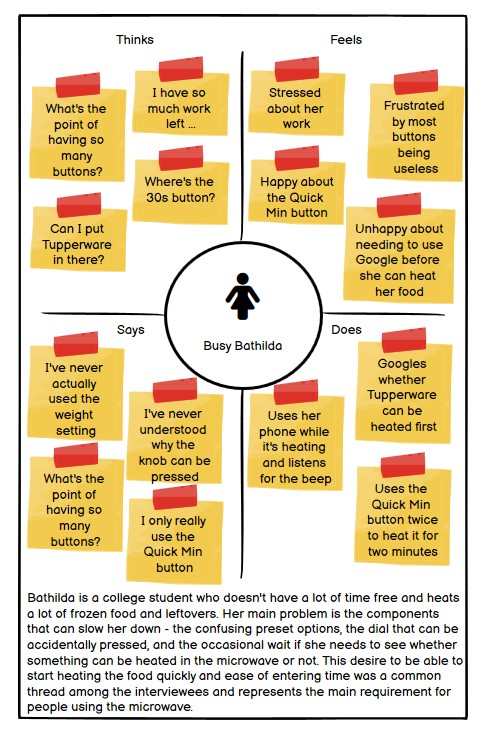 Thinks
Feels
What's the
point of
having so
many
buttons?
I have so
much work
left ...
Where's the
30s button?
Can I put
Tupperware
in there?
Stressed
about her
work
Frustrated
by most
buttons
being
useless
Happy about
the Quick
Min button
Unhappy about
needing to use
Google before
she can heat
her food
Busy Bathilda
Says
Does
I've never
actually
used the
weight
setting
I've never
understood
why the
knob can be
pressed
What's the
point of
having so
many
buttons?
I only really
use the
Quick Min
button
Uses her
phone while
it's heating
and listens
for the beep
Googles
whether
Tupperware
can be
heated first
Uses the
Quick Min
button twice
to heat it for
two minutes
Bathilda is a college student who doesn't have a lot of time free and heats
a lot of frozen food and leftovers. Her main problem is the components
that can slow her down - the confusing preset options, the dial that can be
accidentally pressed, and the occasional wait if she needs to see whether
something can be heated in the microwave or not. This desire to be able to
start heating the food quickly and ease of entering time was a common
thread among the interviewees and represents the main requirement for
people using the microwave.